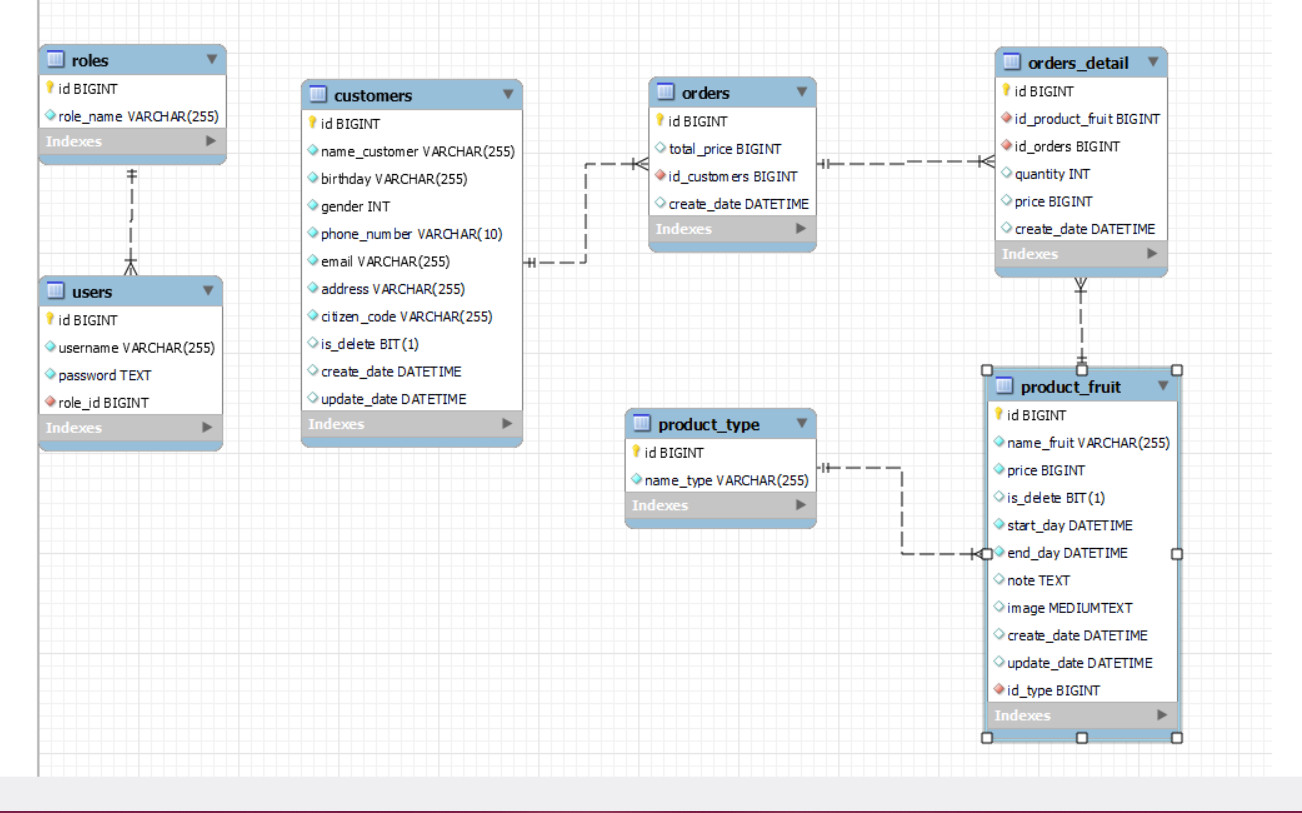 roles
id BIGINT
role_name VARCHAR(255)
Indexes
users
id BIGINT
username VARCHAR(255)
password TEXT
role_id BIGINT
Indexes
customers
id BIGINT
name_customer VARCHAR(255)
birthday VARCHAR(255)
gender INT
phone_number VARCHAR(10)
email VARCHAR(255)
address VARCHAR(255)
citizen_code VARCHAR(255)
is_delete BIT(1)
create_date DATETIME
update_date DATETIME
Indexes
orders
id BIGINT
total_price BIGINT
id_customers BIGINT
create_date DATETIME
Indexes
product_type
id BIGINT
name_type VARCHAR(255)
Indexes
orders_detail
id BIGINT
id_product_fruit BIGINT
id_orders BIGINT
quantity INT
price BIGINT
create_date DATETIME
Indexes
product_fruit
id BIGINT
name_fruit VARCHAR(255)
price BIGINT
is_delete BIT(1)
start_day DATETIME
end_day DATETIME
note TEXT
image MEDIUMTEXT
create_date DATETIME
update_date DATETIME
id_type BIGINT
Indexes